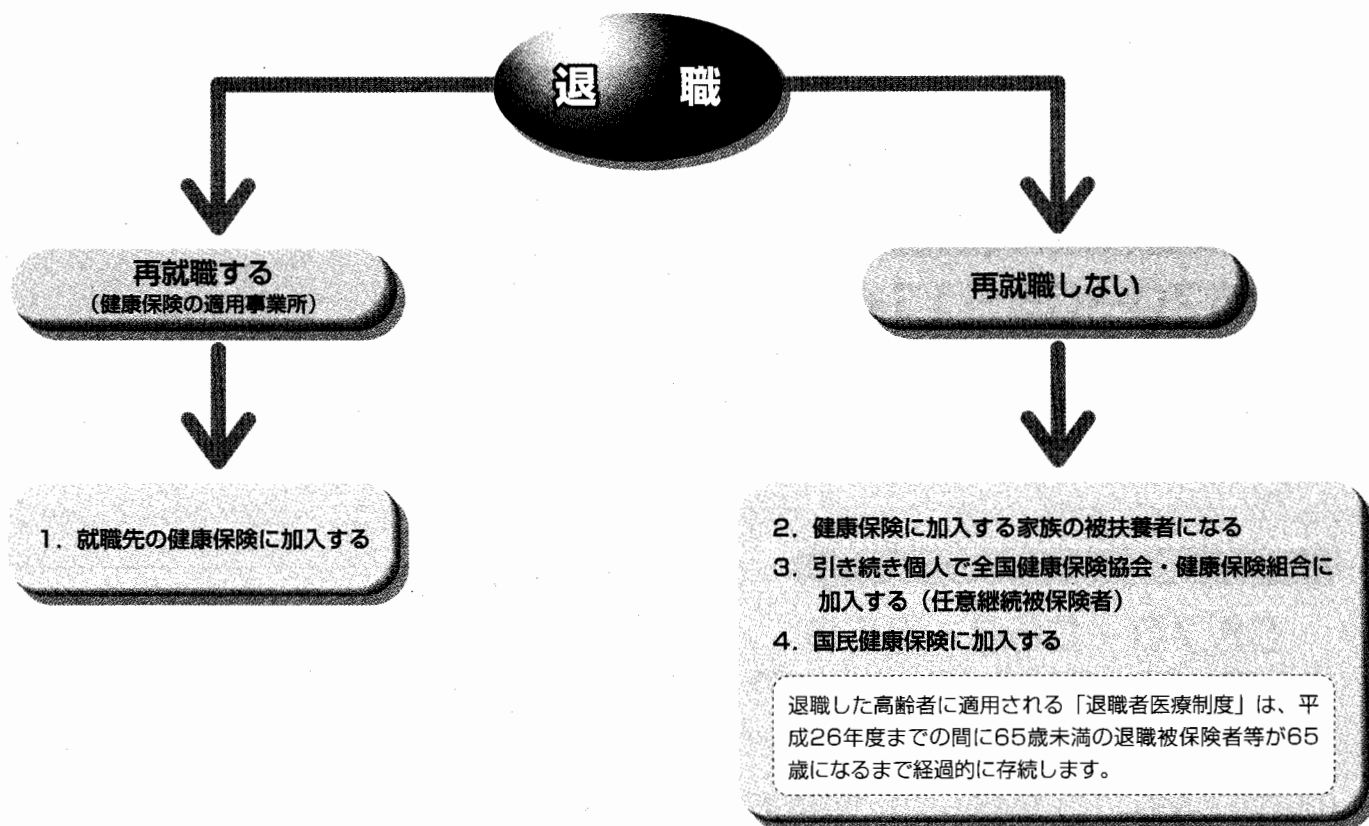 退 職
再就職する
（健康保険の適用事業所）
再就職しない
1. 就職先の健康保険に加入する
2. 健康保険に加入する家族の被扶養者になる
3. 引き続き個人で全国健康保険協会・健康保険組合に
加入する（任意継続被保険者）
4. 国民健康保険に加入する
退職した高齢者に適用される「退職者医療制度」は、平
成26年度までの間に65歳未満の退職被保険者等が65
歳になるまで経過的に存続します。